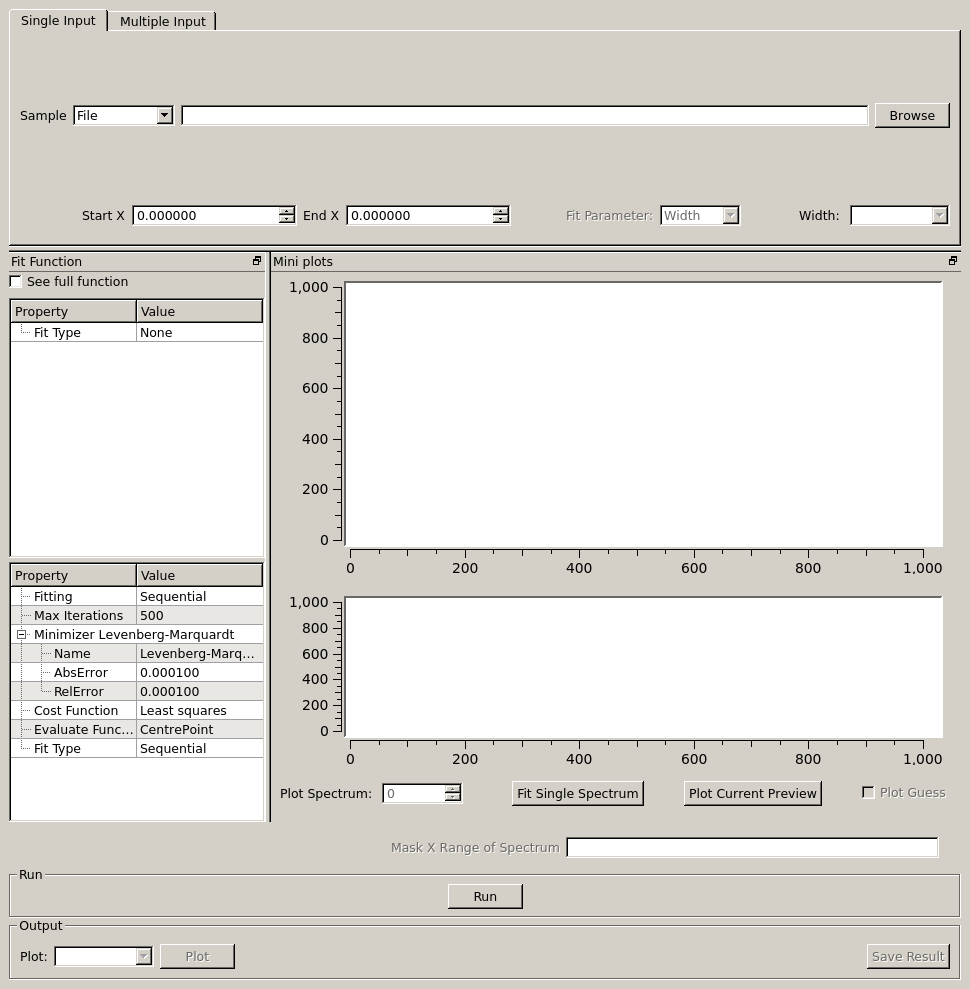 Single Input Multiple Input
Sample File Browse
Start X 0.000000 End X 0.000000 Fit Parameter: Width Width:
Fit Function
See full function
Property Value
Fit Type None
Property Value
Fitting Sequential
Max Iterations 500
Minimizer Levenberg-Marquardt
Name Levenberg-Marq...
AbsError 0.000100
RelError 0.000100
Cost Function Least squares
Evaluate Func... CentrePoint
Fit Type Sequential
Mini plots
1,000
800
600
400
200
0
0 200 400 600 800 1,000
1,000
800
600
400
200
0
0 200 400 600 800 1,000
Plot Spectrum: 0 Fit Single Spectrum Plot Current Preview Plot Guess
Mask X Range of Spectrum
Run
Run
Output
Plot: Plot Save Result